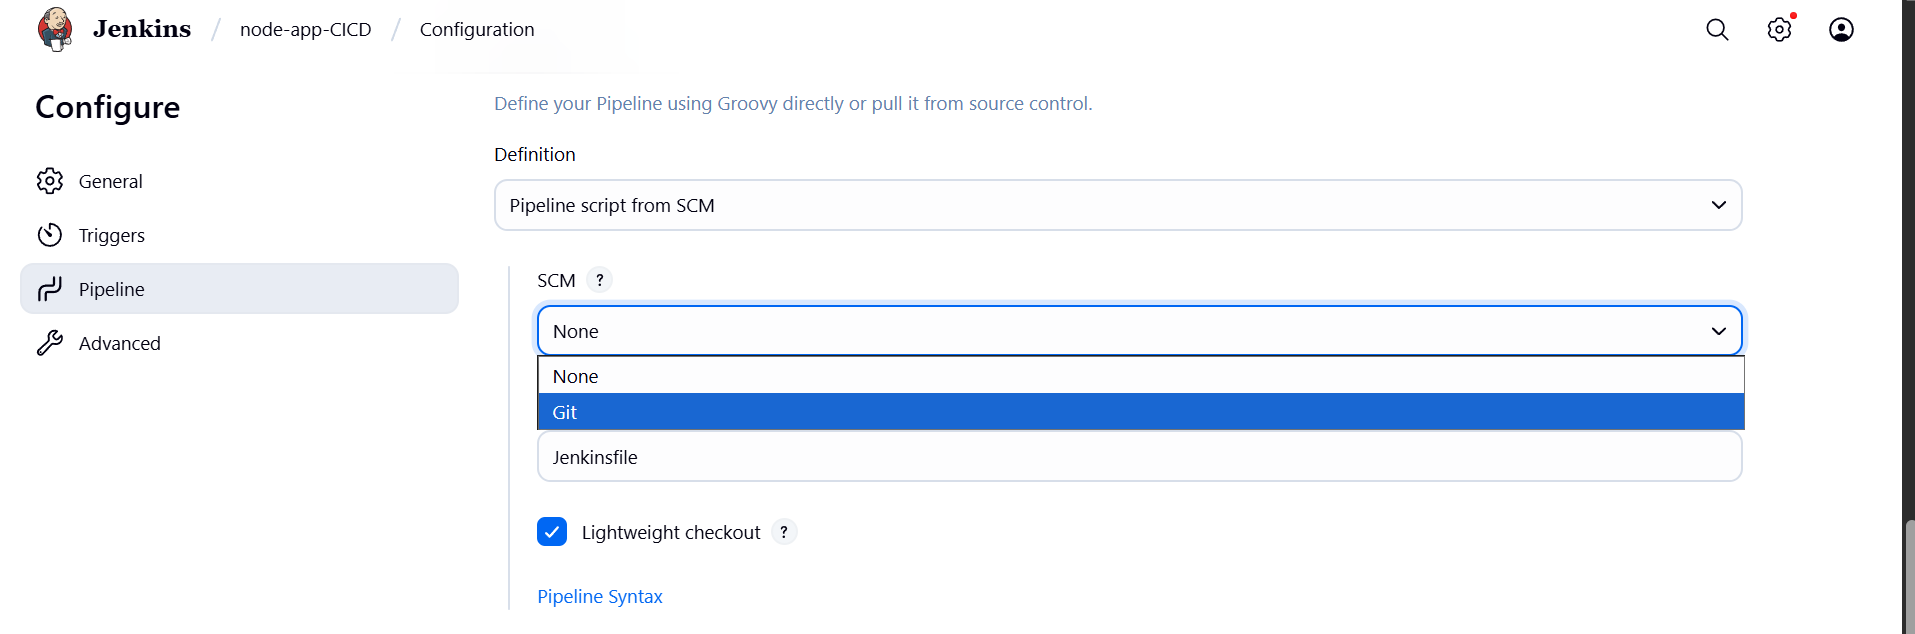 Jenkins / node-app-CICD / Configuration
Configure
General
Triggers
Pipeline
Advanced
Define your Pipeline using Groovy directly or pull it from source control.
Definition
Pipeline script from SCM
SCM ?
None
None
Git
Jenkinsfile
Lightweight checkout ?
Pipeline Syntax